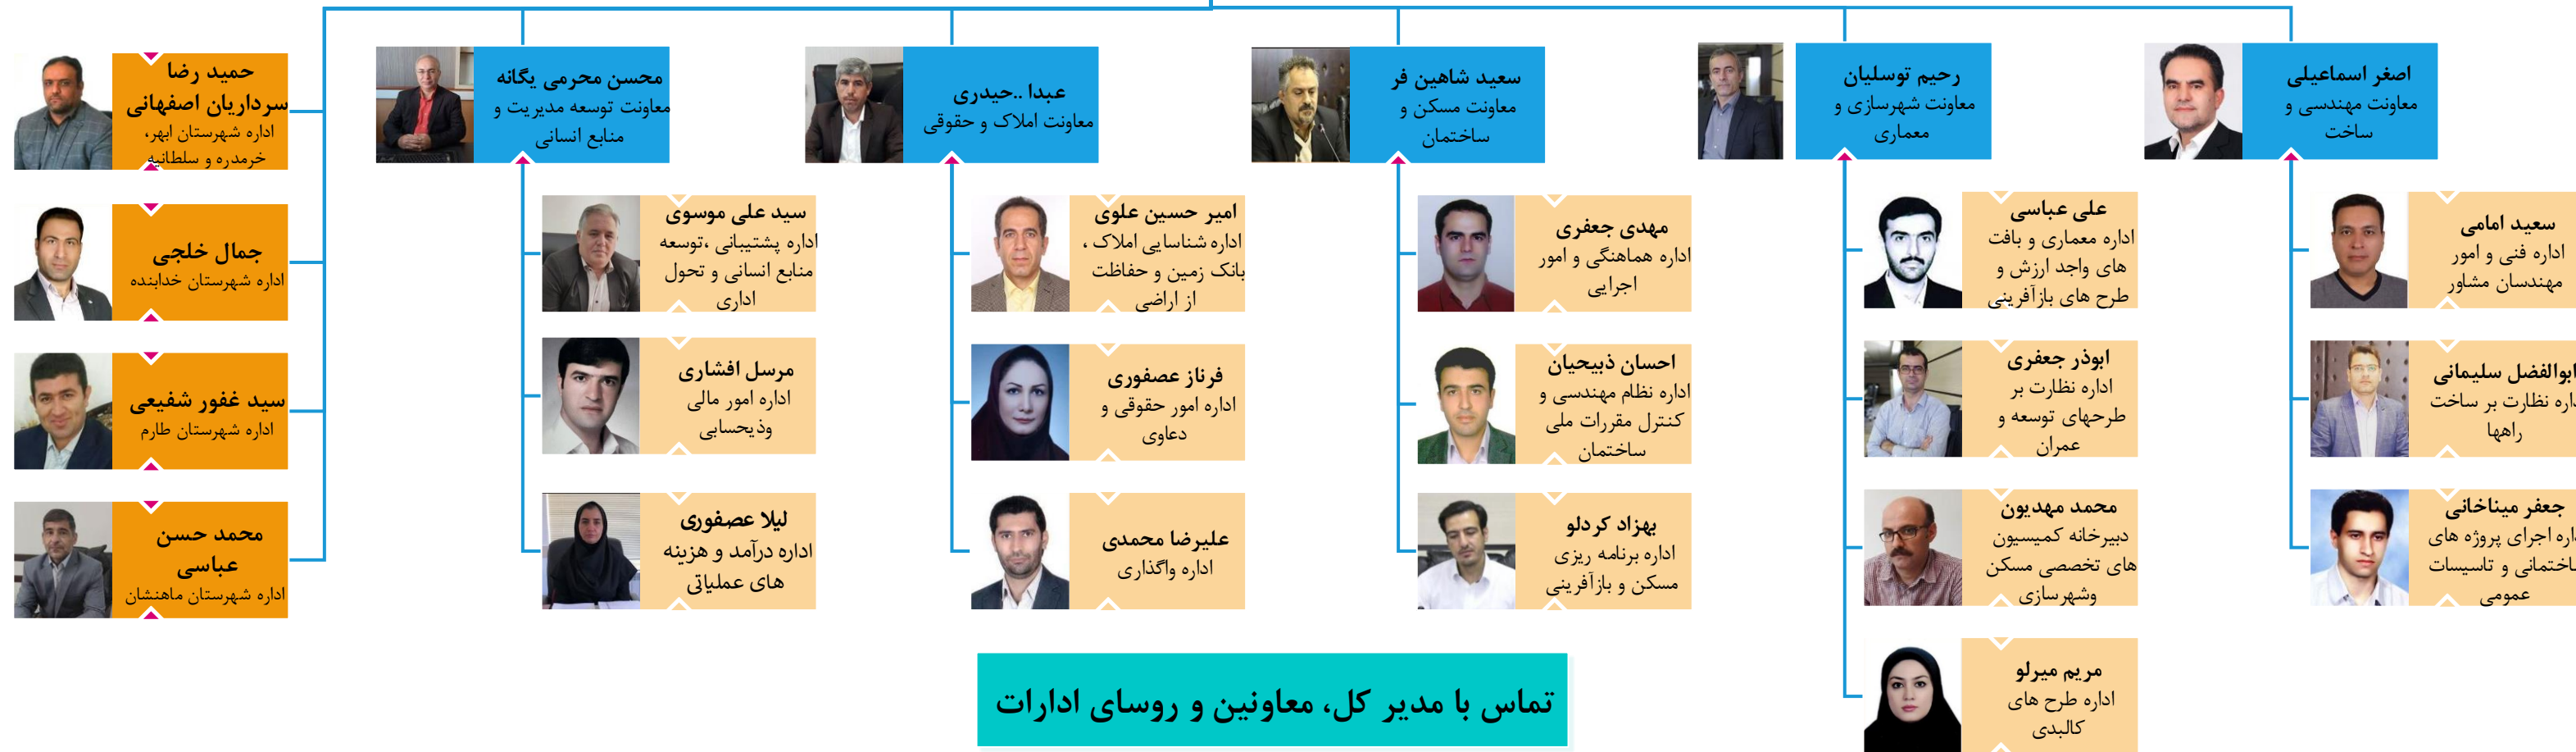 اصغر اسماعیلی
معاونت مهندسی و
ساخت
رحیم توسلیان
معاونت شهرسازی و
معماری
سعید شاهین فر
معاونت مسکن و
ساختمان
عبدا ..حیدری
معاونت املاک و حقوقی
محسن محرمی یگانه
معاونت توسعه مدیریت و
منابع انسانی
حمید رضا
سرداریان اصفهانی
اداره شهرستان ابهر،
خرمدره و سلطانیه
سعید امامی
اداره فنی و امور
مهندسان مشاور
ابوالفضل سلیمانی
نظارت بر ساخت
راهها
جعفر میناخانی
اجرای پروژه های
تاسیسات
عمومی
علی عباسی
اداره معماری و بافت
های واجد ارزش و
طرح های بازآفرینی
ابوذر جعفری
اداره نظارت بر
طرحهای توسعه و
عمران
محمد مهدیون
دبیرخانه کمیسیون
های تخصصی مسکن
وشهرسازی
مریم میرلو
اداره طرح های
کالبدی
مهدی جعفری
اداره هماهنگی و امور
اجرایی
احسان ذبیحیان
اداره نظام مهندسی و
کنترل مقررات ملی
ساختمان
بهزاد کردلو
اداره برنامه ریزی
مسکن و بازآفرینی
امیر حسین علوی
اداره شناسایی املاک ،
بانک زمین و حفاظت
از اراضی
فرناز عصفوری
اداره امور حقوقی و
دعاوی
علیرضا محمدی
اداره واگذاری
سید علی موسوی
اداره پشتیبانی ،توسعه
منابع انسانی و تحول
اداری
مرسل افشاری
اداره امور مالی
وذیحسابی
لیلا عصفوری
اداره درآمد و هزینه
های عملیاتی
جمال خلجی
اداره شهرستان خدابنده
سید غفور شفیعی
اداره شهرستان طارم
محمد حسن
عباسی
اداره شهرستان ماهنشان
تماس با مدیر کل، معاونین و روسای ادارات